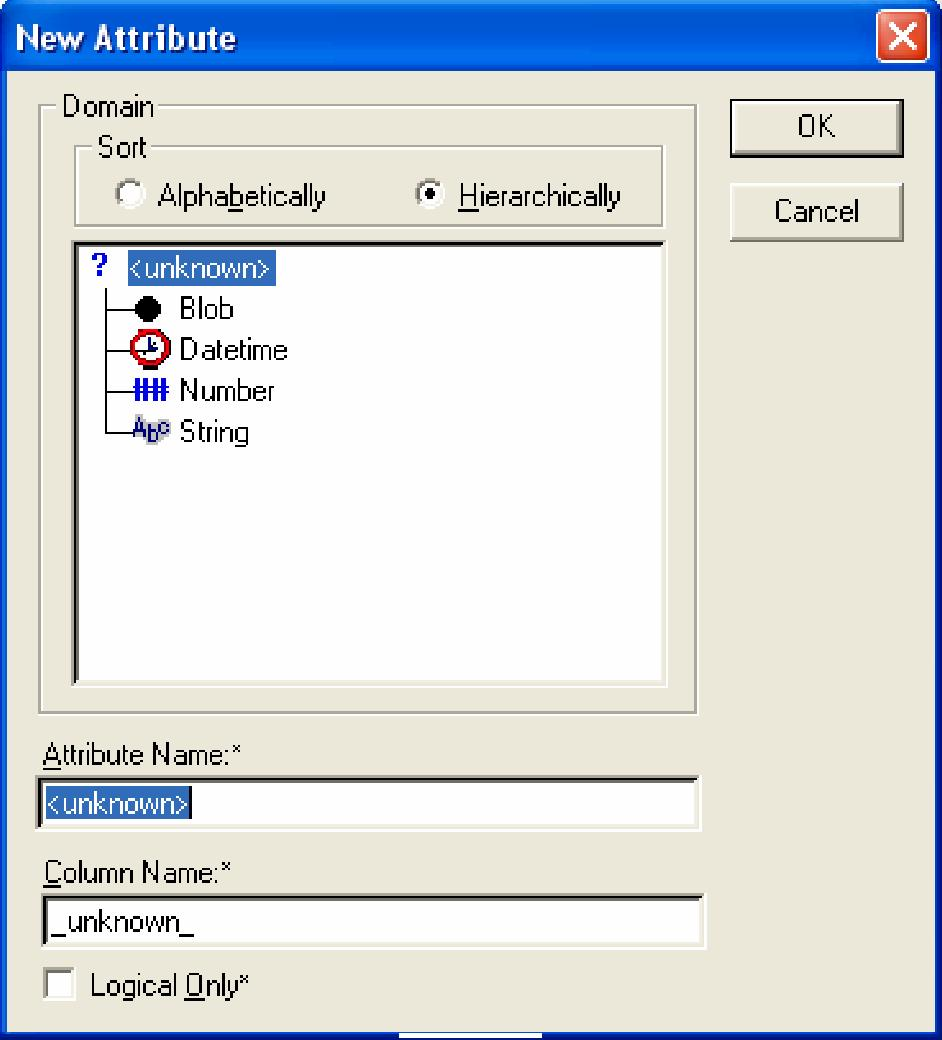 New Attribute
Domain
OK
Sort
Alphabetically Hierarchically
Cancel
? <unknown>
Blob
Datetime
## Number
Abc String
Attribute Name:*
<unknown>
Column Name:*
_unknown_
Logical Only*